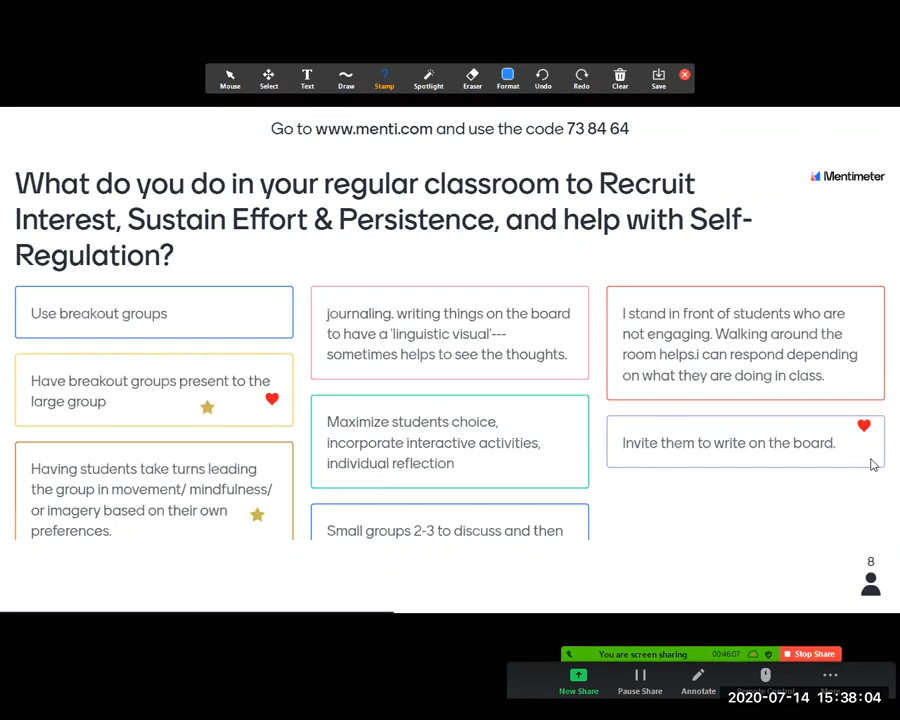 Mouse Select Text Draw Stamp Spotlight Eraser Format Undo Redo Clear Save
Go to www.menti.com and use the code 73 84 64
What do you do in your regular classroom to Recruit
Interest, Sustain Effort & Persistence, and help with Self-
Regulation?
Mentimeter
Use breakout groups
Have breakout groups present to the
large group
Having students take turns leading
the group in movement/ mindfulness/
or imagery based on their own
preferences.
journaling. writing things on the board
to have a 'linguistic visual'---
sometimes helps to see the thoughts.
Maximize students choice,
incorporate interactive activities,
individual reflection
Small groups 2-3 to discuss and then
I stand in front of students who are
not engaging. Walking around the
room helps.i can respond depending
on what they are doing in class.
Invite them to write on the board.
8
You are screen sharing 00:46:07 Stop Share
New Share Pause Share Annotate
2020-07-14 15:38:04